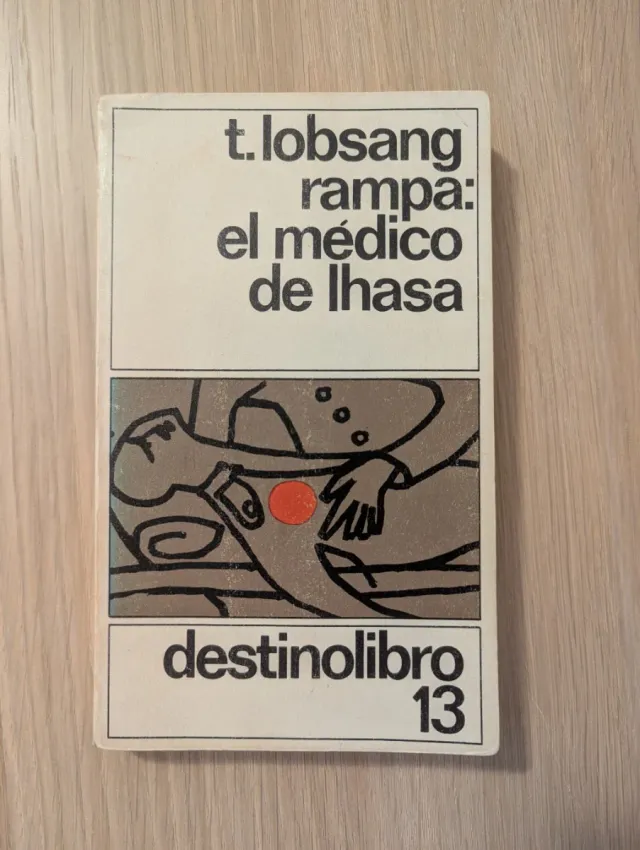 t.lobsang
rampa:
el médico
de lhasa
destinolibro
13